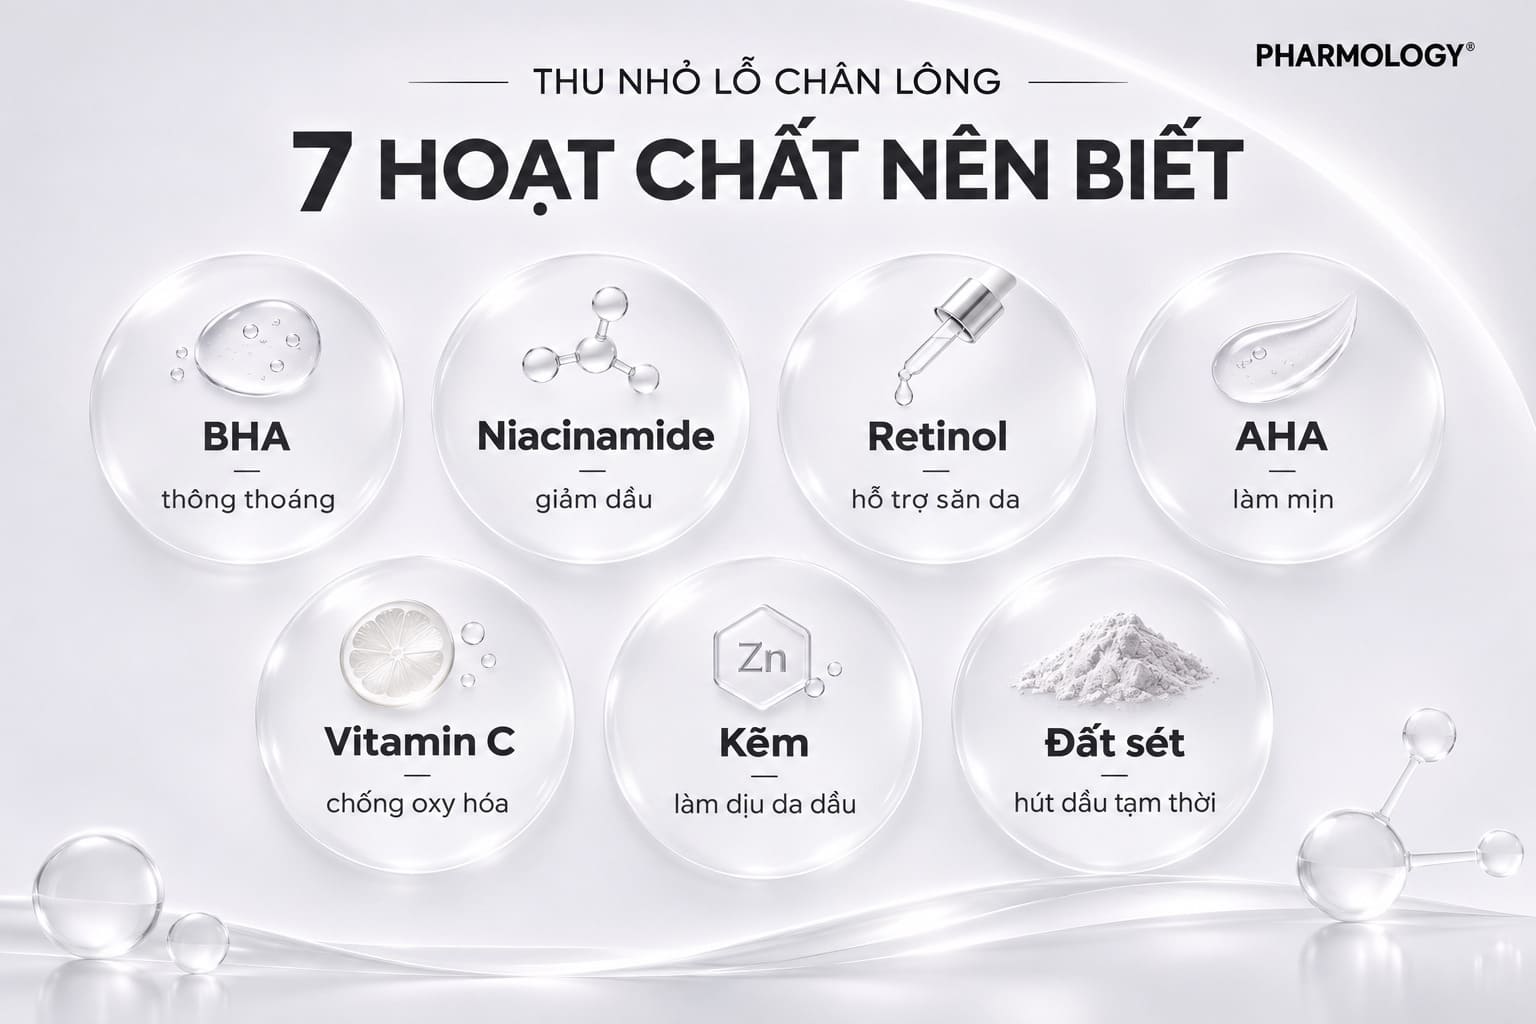 PHARMOLOGY®
THU NHỎ LỖ CHÂN LÔNG
7 HOẠT CHẤT NÊN BIẾT
BHA
thông thoáng
Niacinamide
giảm dầu
Retinol
hỗ trợ săn da
AHA
làm mịn
Vitamin C
chống oxy hóa
Zn
Kẽm
làm dịu da dầu
Đất sét
hút dầu tạm thời